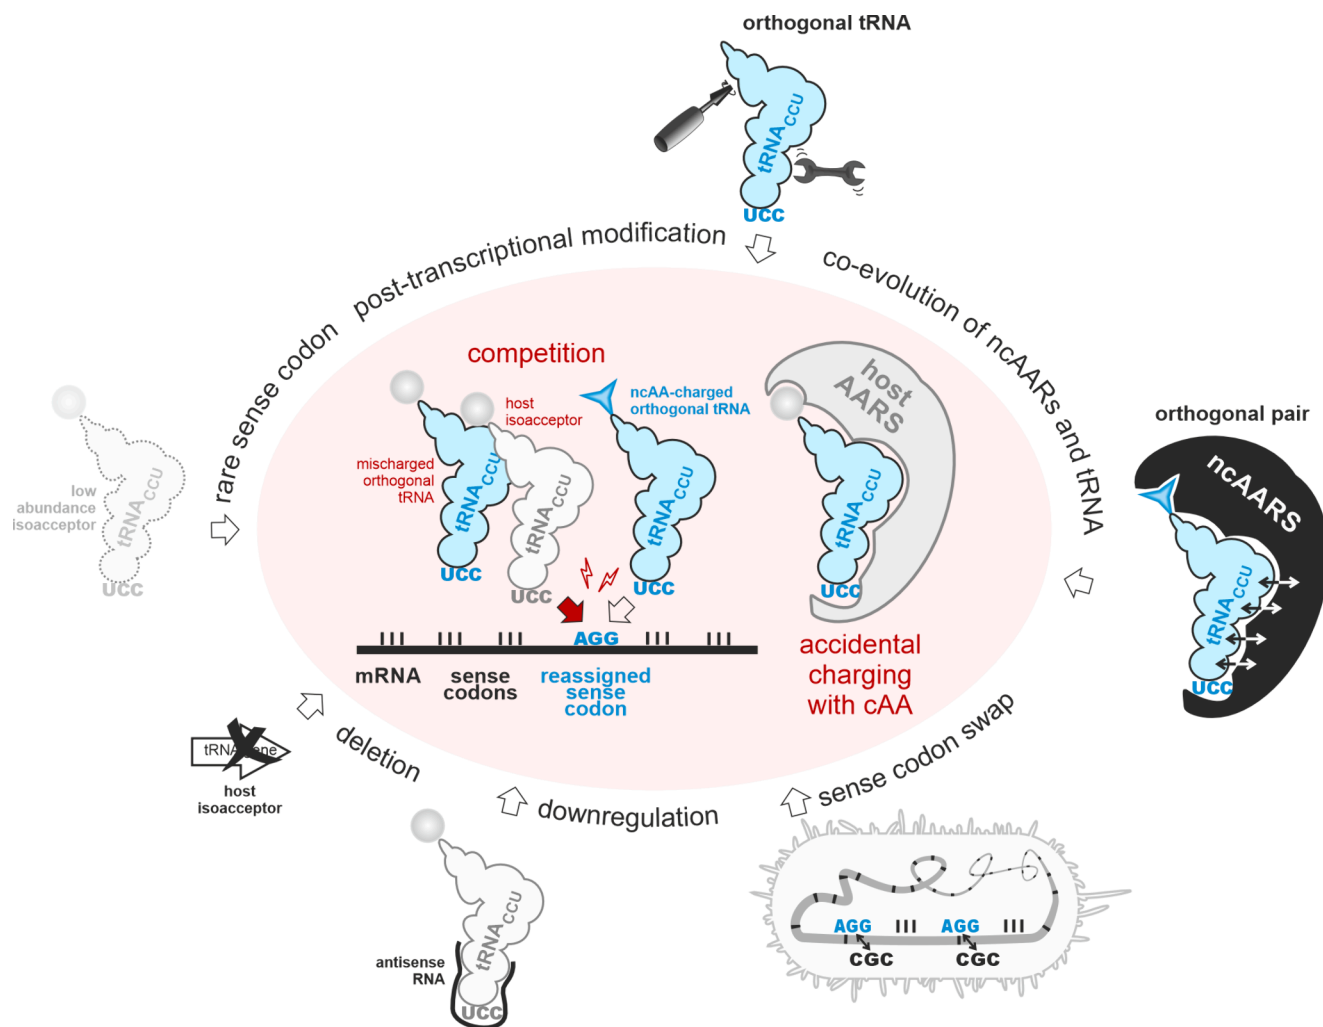 orthogonal tRNA
tRNACCU
UCC
post-transcriptional modification
co-evolution of ncAARs and tRNA
rare sense codon
low
abundance
isoacceptor
tRNACCU
UCC
competition
mischarged
orthogonal
tRNA
tRNACCU
UCC
host
isoacceptor
tRNACCU
UCC
ncAA-charged
orthogonal tRNA
tRNACCU
UCC
host
AARS
tRNACCU
UCC
accidental
charging
with cAA
AGG
mRNA
sense
codons
reassigned
sense
codon
orthogonal pair
ncAARS
tRNACCU
UCC
deletion
tRNA gene
host
isoacceptor
downregulation
antisense
RNA
tRNACCU
UCC
sense codon swap
AGG
AGG
CGC
CGC